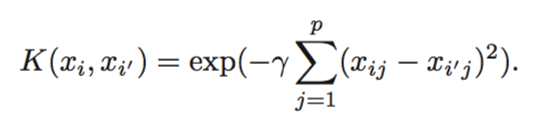 K(x_i, x_{i'}) = exp(−γ ∑_{j=1}^{p} (x_{ij} − x_{i'j})²).